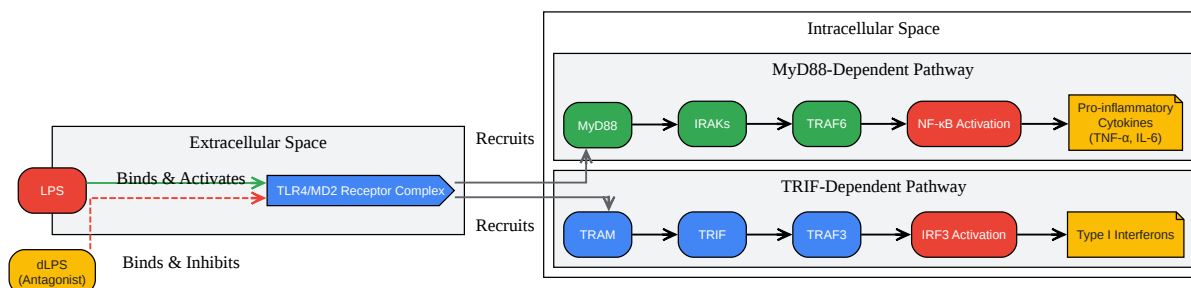 Intracellular Space
MyD88-Dependent Pathway
MyD88
IRAKs
TRAF6
NF-κB Activation
Pro-inflammatory
Cytokines
(TNF-α, IL-6)
Recruits
Extracellular Space
LPS
Binds & Activates
TLR4/MD2 Receptor Complex
TRIF-Dependent Pathway
Recruits
TRAM
TRIF
TRAF3
IRF3 Activation
Type I Interferons
dLPS
(Antagonist)
Binds & Inhibits